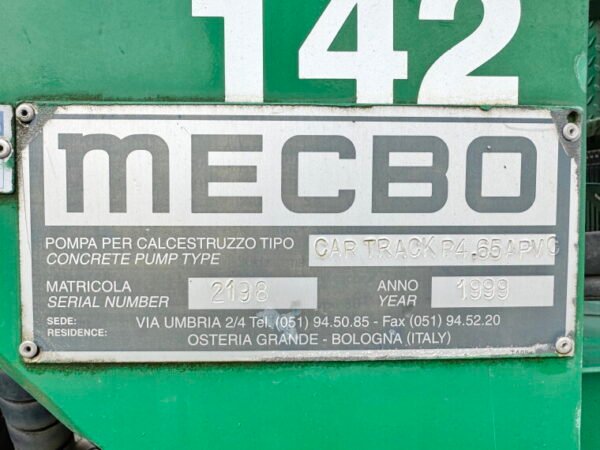 142
mECBO
POMPA PER CALCESTRUZZO TIPO CAR TRACK P4.65APVC
CONCRETE PUMP TYPE
MATRICOLA 2198 ANNO 1999
SERIAL NUMBER YEAR
SEDE: VIA UMBRIA 2/4 Tel. (051) 94.50.85 - Fax (051) 94.52.20
RESIDENCE: OSTERIA GRANDE - BOLOGNA (ITALY)